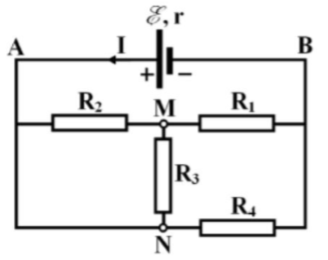 ℰ, r
A I B
+ −
R₂ M R₁
R₃
R₄
N